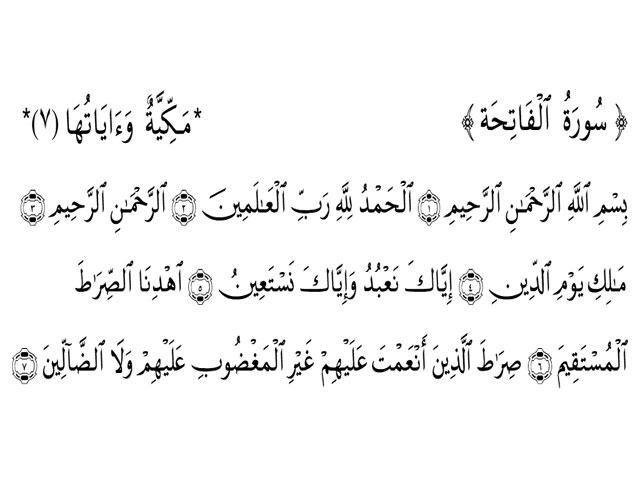 ﴿ سُورَةُ ٱلْفَاتِحَة ﴾ *مَكِّيَّةٌ وَءَايَاتُهَا (٧)*
بِسْمِ ٱللَّهِ ٱلرَّحْمَٰنِ ٱلرَّحِيمِ ١ ٱلْحَمْدُ لِلَّهِ رَبِّ ٱلْعَٰلَمِينَ ٢ ٱلرَّحْمَٰنِ ٱلرَّحِيمِ ٣
مَٰلِكِ يَوْمِ ٱلدِّينِ ٤ إِيَّاكَ نَعْبُدُ وَإِيَّاكَ نَسْتَعِينُ ٥ ٱهْدِنَا ٱلصِّرَٰطَ
ٱلْمُسْتَقِيمَ ٦ صِرَٰطَ ٱلَّذِينَ أَنْعَمْتَ عَلَيْهِمْ غَيْرِ ٱلْمَغْضُوبِ عَلَيْهِمْ وَلَا ٱلضَّآلِّينَ ٧